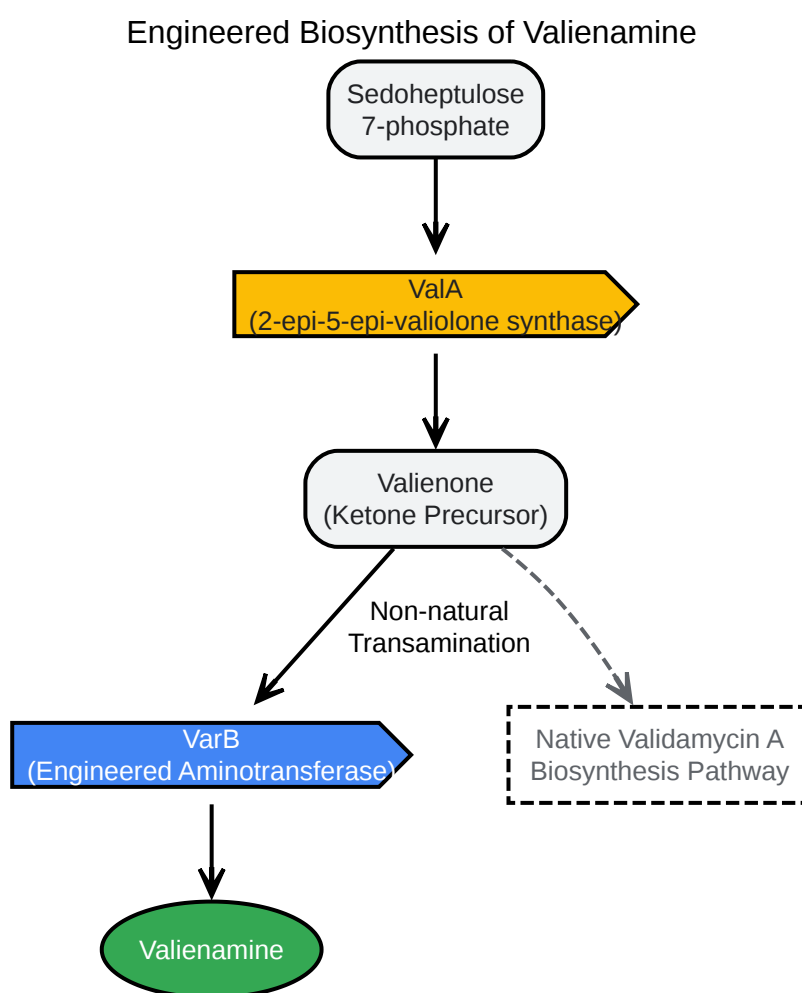 Engineered Biosynthesis of Valienamine
Sedoheptulose
7-phosphate
ValA
(2-epi-5-epi-valiolone synthase)
Valienone
(Ketone Precursor)
Non-natural
Transamination
VarB
(Engineered Aminotransferase)
Native Validamycin A
Biosynthesis Pathway
Valienamine